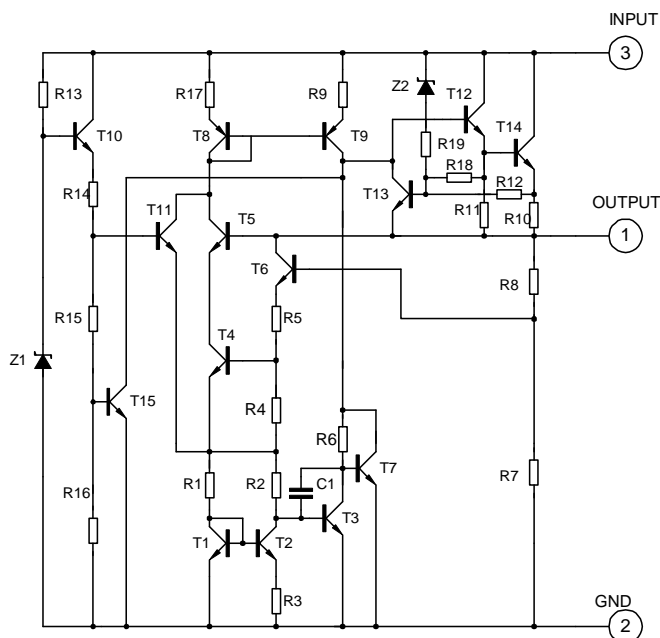 INPUT
3
R13
R17
R9
Z2
T12
T10
T8
T9
R19
T14
R18
R14
T13
R12
T11
T5
R11
R10
OUTPUT
1
T6
R8
R15
R5
Z1
T4
T15
R4
R6
T7
R7
R16
R1
R2
C1
T3
T1
T2
R3
GND
2